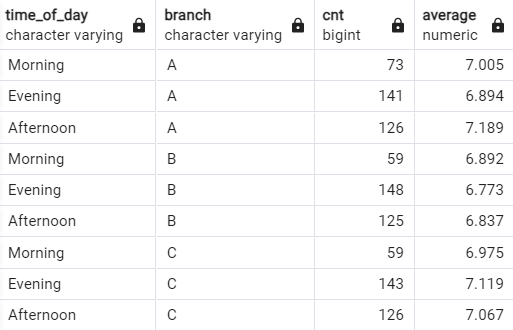 time_of_day branch cnt average
character varying character varying bigint numeric
Morning A 73 7.005
Evening A 141 6.894
Afternoon A 126 7.189
Morning B 59 6.892
Evening B 148 6.773
Afternoon B 125 6.837
Morning C 59 6.975
Evening C 143 7.119
Afternoon C 126 7.067